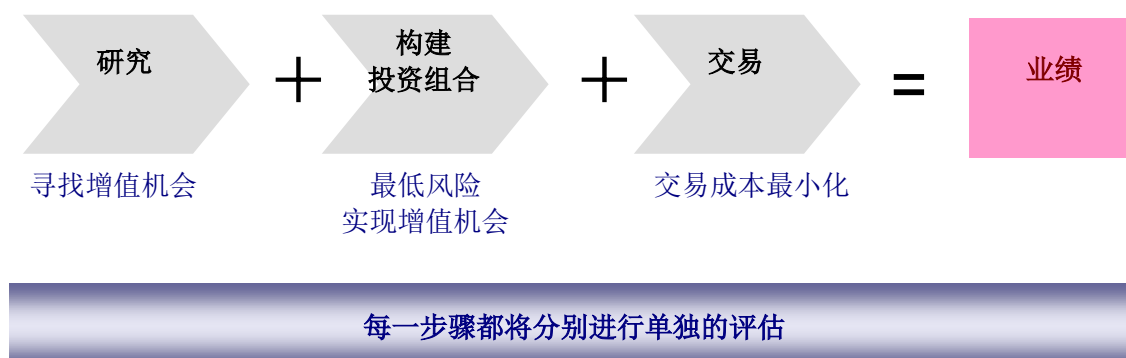 研究
+
构建
投资组合
+
交易
=
业绩
寻找增值机会
最低风险
实现增值机会
交易成本最小化
每一步骤都将分别进行单独的评估